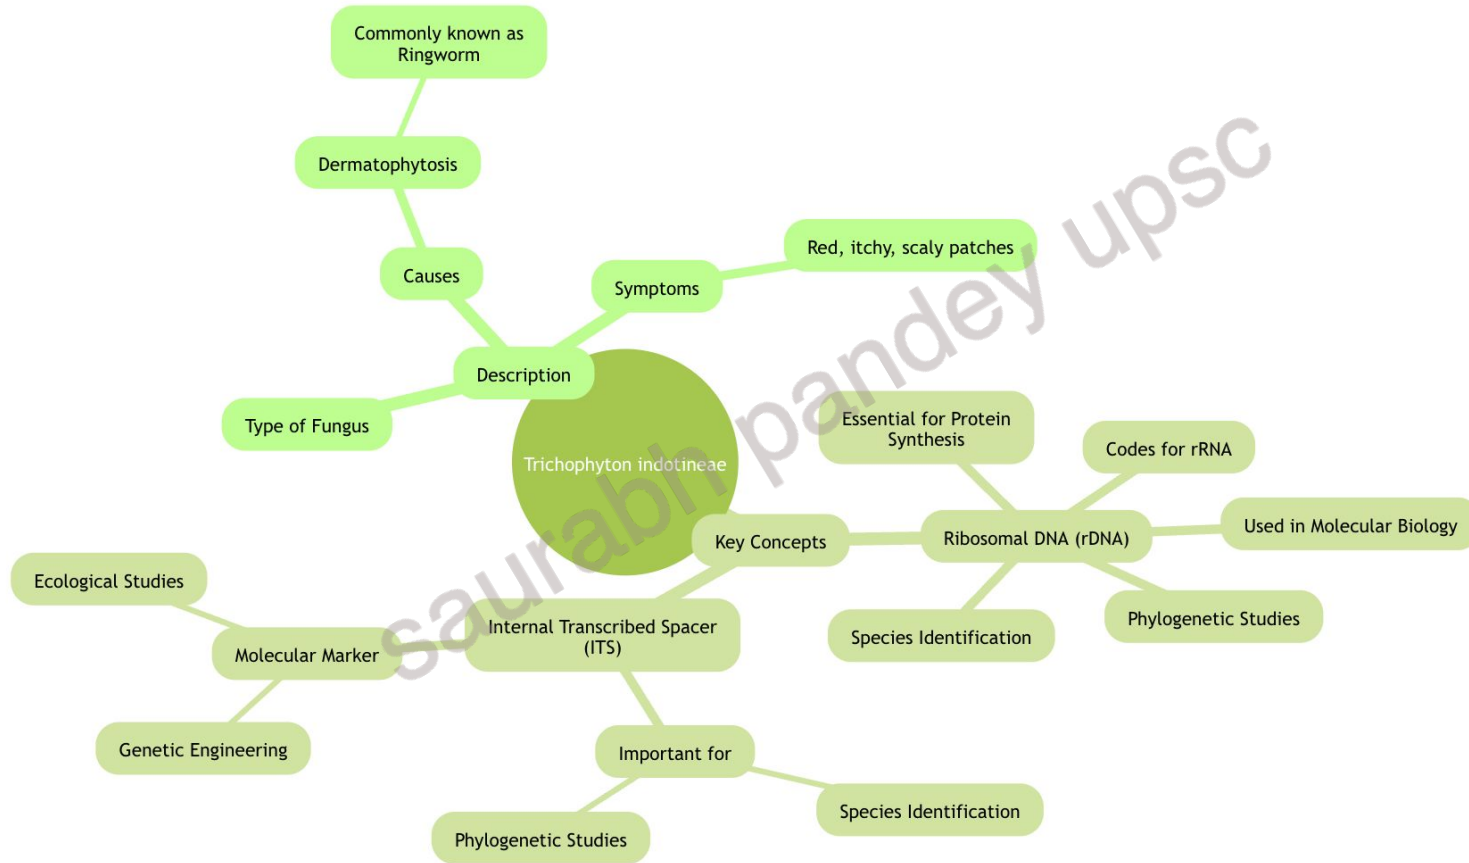 Commonly known as
Ringworm
Dermatophytosis
Causes
Symptoms
Red, itchy, scaly patches
Description
Type of Fungus
Trichophyton indotineae
Essential for Protein
Synthesis
Codes for rRNA
Key Concepts
Ribosomal DNA (rDNA)
Used in Molecular Biology
Ecological Studies
Internal Transcribed Spacer
(ITS)
Species Identification
Phylogenetic Studies
Molecular Marker
Genetic Engineering
Important for
Phylogenetic Studies
Species Identification
saurabh pandey upsc